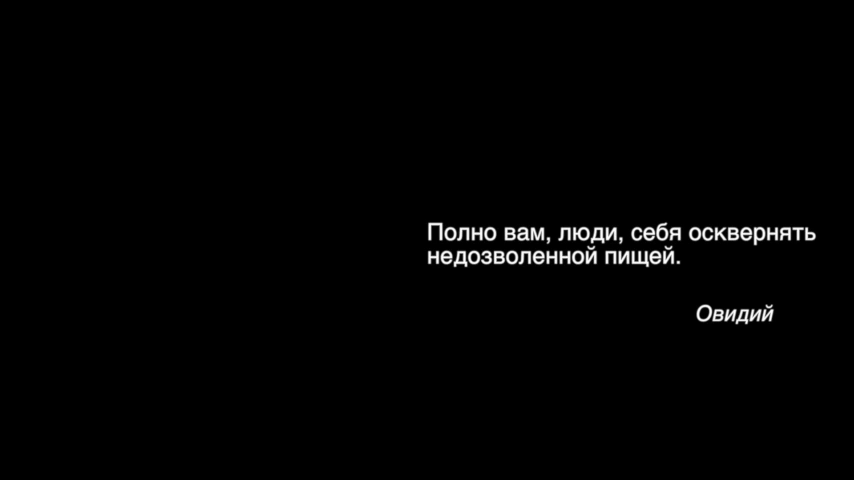 Полно вам, люди, себя осквернять
недозволенной пищей.
Овидий